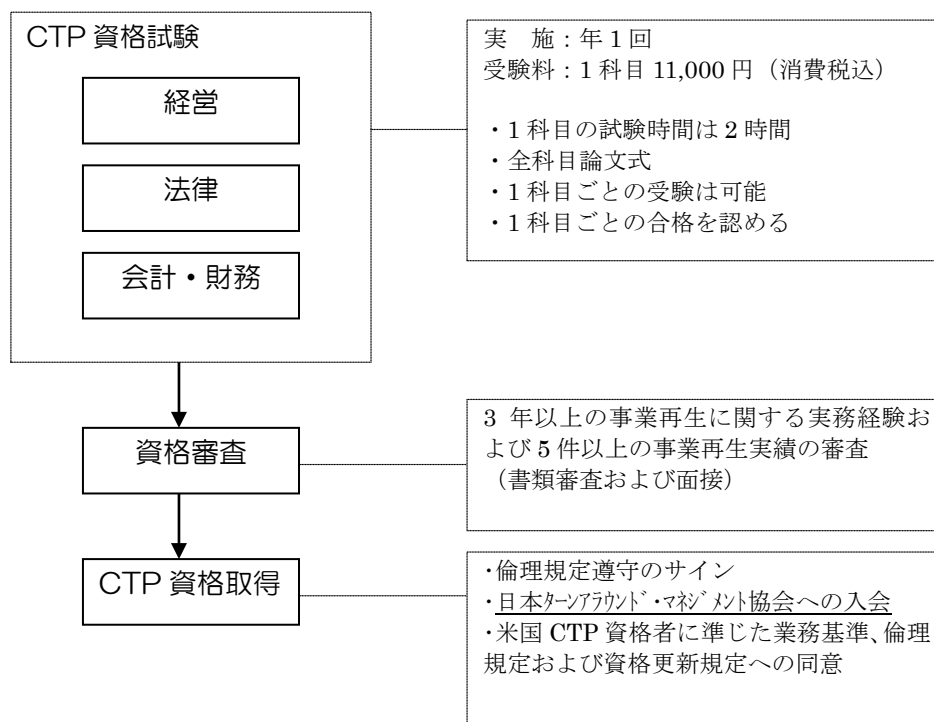 CTP 資格試験
経営
法律
会計・財務
実　施：年 1 回
受験料：1 科目 11,000 円（消費税込）
・1 科目の試験時間は 2 時間
・全科目論文式
・1 科目ごとの受験は可能
・1 科目ごとの合格を認める
資格審査
3 年以上の事業再生に関する実務経験お
よび 5 件以上の事業再生実績の審査
（書類審査および面接）
CTP 資格取得
・倫理規定遵守のサイン
・日本ﾀｰﾝｱﾗｳﾝﾄﾞ・ﾏﾈｼﾞﾒﾝﾄ協会への入会
・米国 CTP 資格者に準じた業務基準、倫理
規定および資格更新規定への同意